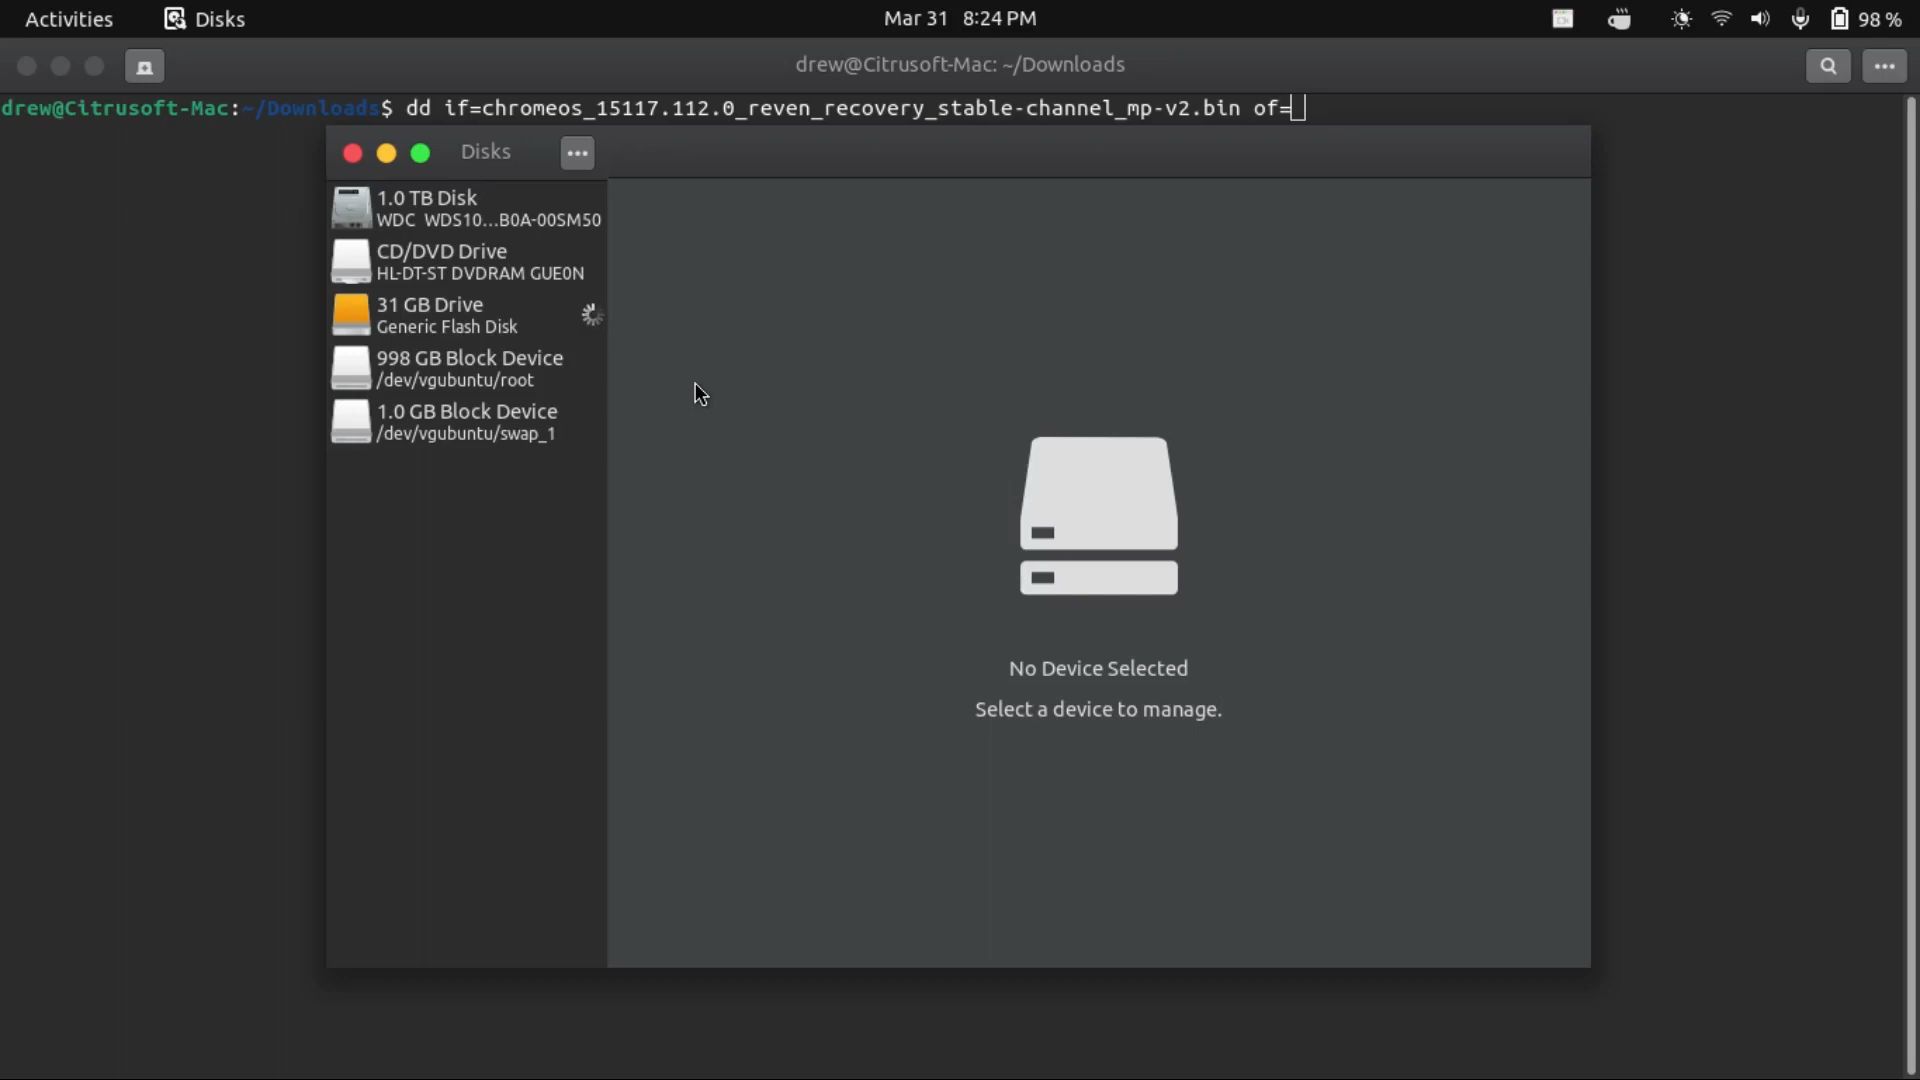 Activities Disks Mar 31 8:24 PM 98 %
drew@Citrusoft-Mac: ~/Downloads
drew@Citrusoft-Mac:~/Downloads$ dd if=chromeos_15117.112.0_reven_recovery_stable-channel_mp-v2.bin of=
Disks
1.0 TB Disk
WDC WDS10...B0A-00SM50
CD/DVD Drive
HL-DT-ST DVDRAM GUE0N
31 GB Drive
Generic Flash Disk
998 GB Block Device
/dev/vgubuntu/root
1.0 GB Block Device
/dev/vgubuntu/swap_1
No Device Selected
Select a device to manage.